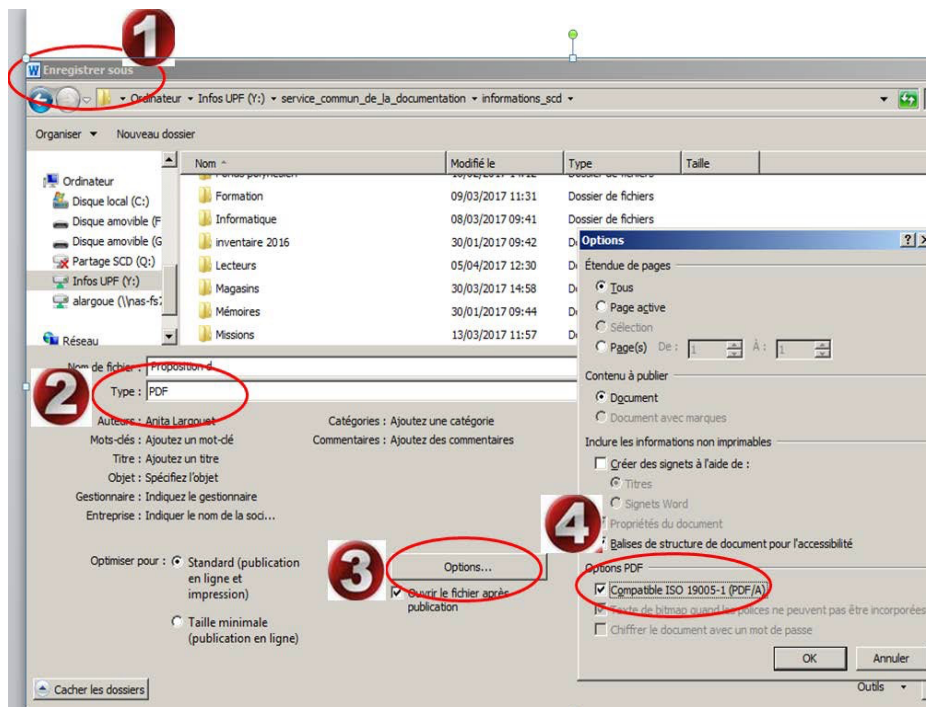 1
Enregistrer sous
Ordinateur ▸ Infos UPF (Y:) ▸ service_commun_de_la_documentation ▸ informations_scd
Organiser Nouveau dossier
Nom Modifié le Type Taille
Ordinateur
Disque local (C:)
Disque amovible (F
Disque amovible (G
Partage SCD (Q:)
Infos UPF (Y:)
alargoue (\\nas-fs7
Réseau
Formation 09/03/2017 11:31 Dossier de fichiers
Informatique 08/03/2017 09:41 Dossier de fichiers
inventaire 2016 30/01/2017 09:42
Lecteurs 05/04/2017 12:30
Magasins 30/03/2017 14:58
Mémoires 30/01/2017 09:44
Missions 13/03/2017 11:57
Nom de fichier : Proposition d
2
Type : PDF
Auteurs : Anita Largouet
Catégories : Ajoutez une catégorie
Mots-clés : Ajoutez un mot-clé
Commentaires : Ajoutez des commentaires
Titre : Ajoutez un titre
Objet : Spécifiez l'objet
Gestionnaire : Indiquez le gestionnaire
Entreprise : Indiquer le nom de la soci...
Optimiser pour : Standard (publication
en ligne et
impression)
Taille minimale
(publication en ligne)
3
Options...
Ouvrir le fichier après
publication
Cacher les dossiers
Outils
Options
Étendue de pages
Tous
Page active
Sélection
Page(s) De : 1 À : 1
Contenu à publier
Document
Document avec marques
Inclure les informations non imprimables
Créer des signets à l'aide de :
Titres
Signets Word
4
Propriétés du document
Balises de structure de document pour l'accessibilité
Options PDF
Compatible ISO 19005-1 (PDF/A)
Texte de bitmap quand les polices ne peuvent pas être incorporées
Chiffrer le document avec un mot de passe
OK Annuler